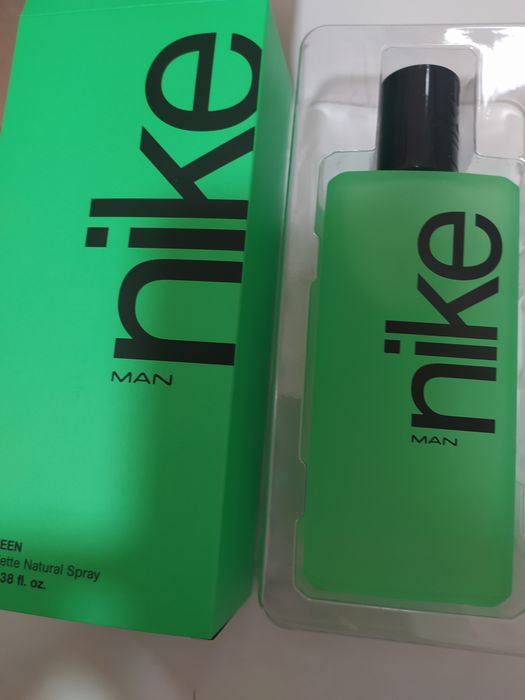 nike
MAN
EEN
ette Natural Spray
38 fl. oz.
nike
MAN